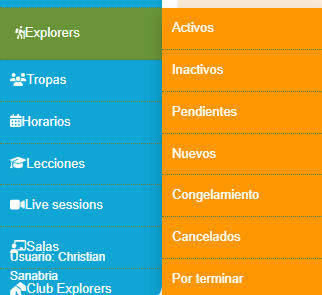 Explorers
Tropas
Horarios
Lecciones
Live sessions
Salas
Usuario: Christian
Sanabria
Club Explorers
Activos
Inactivos
Pendientes
Nuevos
Congelamiento
Cancelados
Por terminar